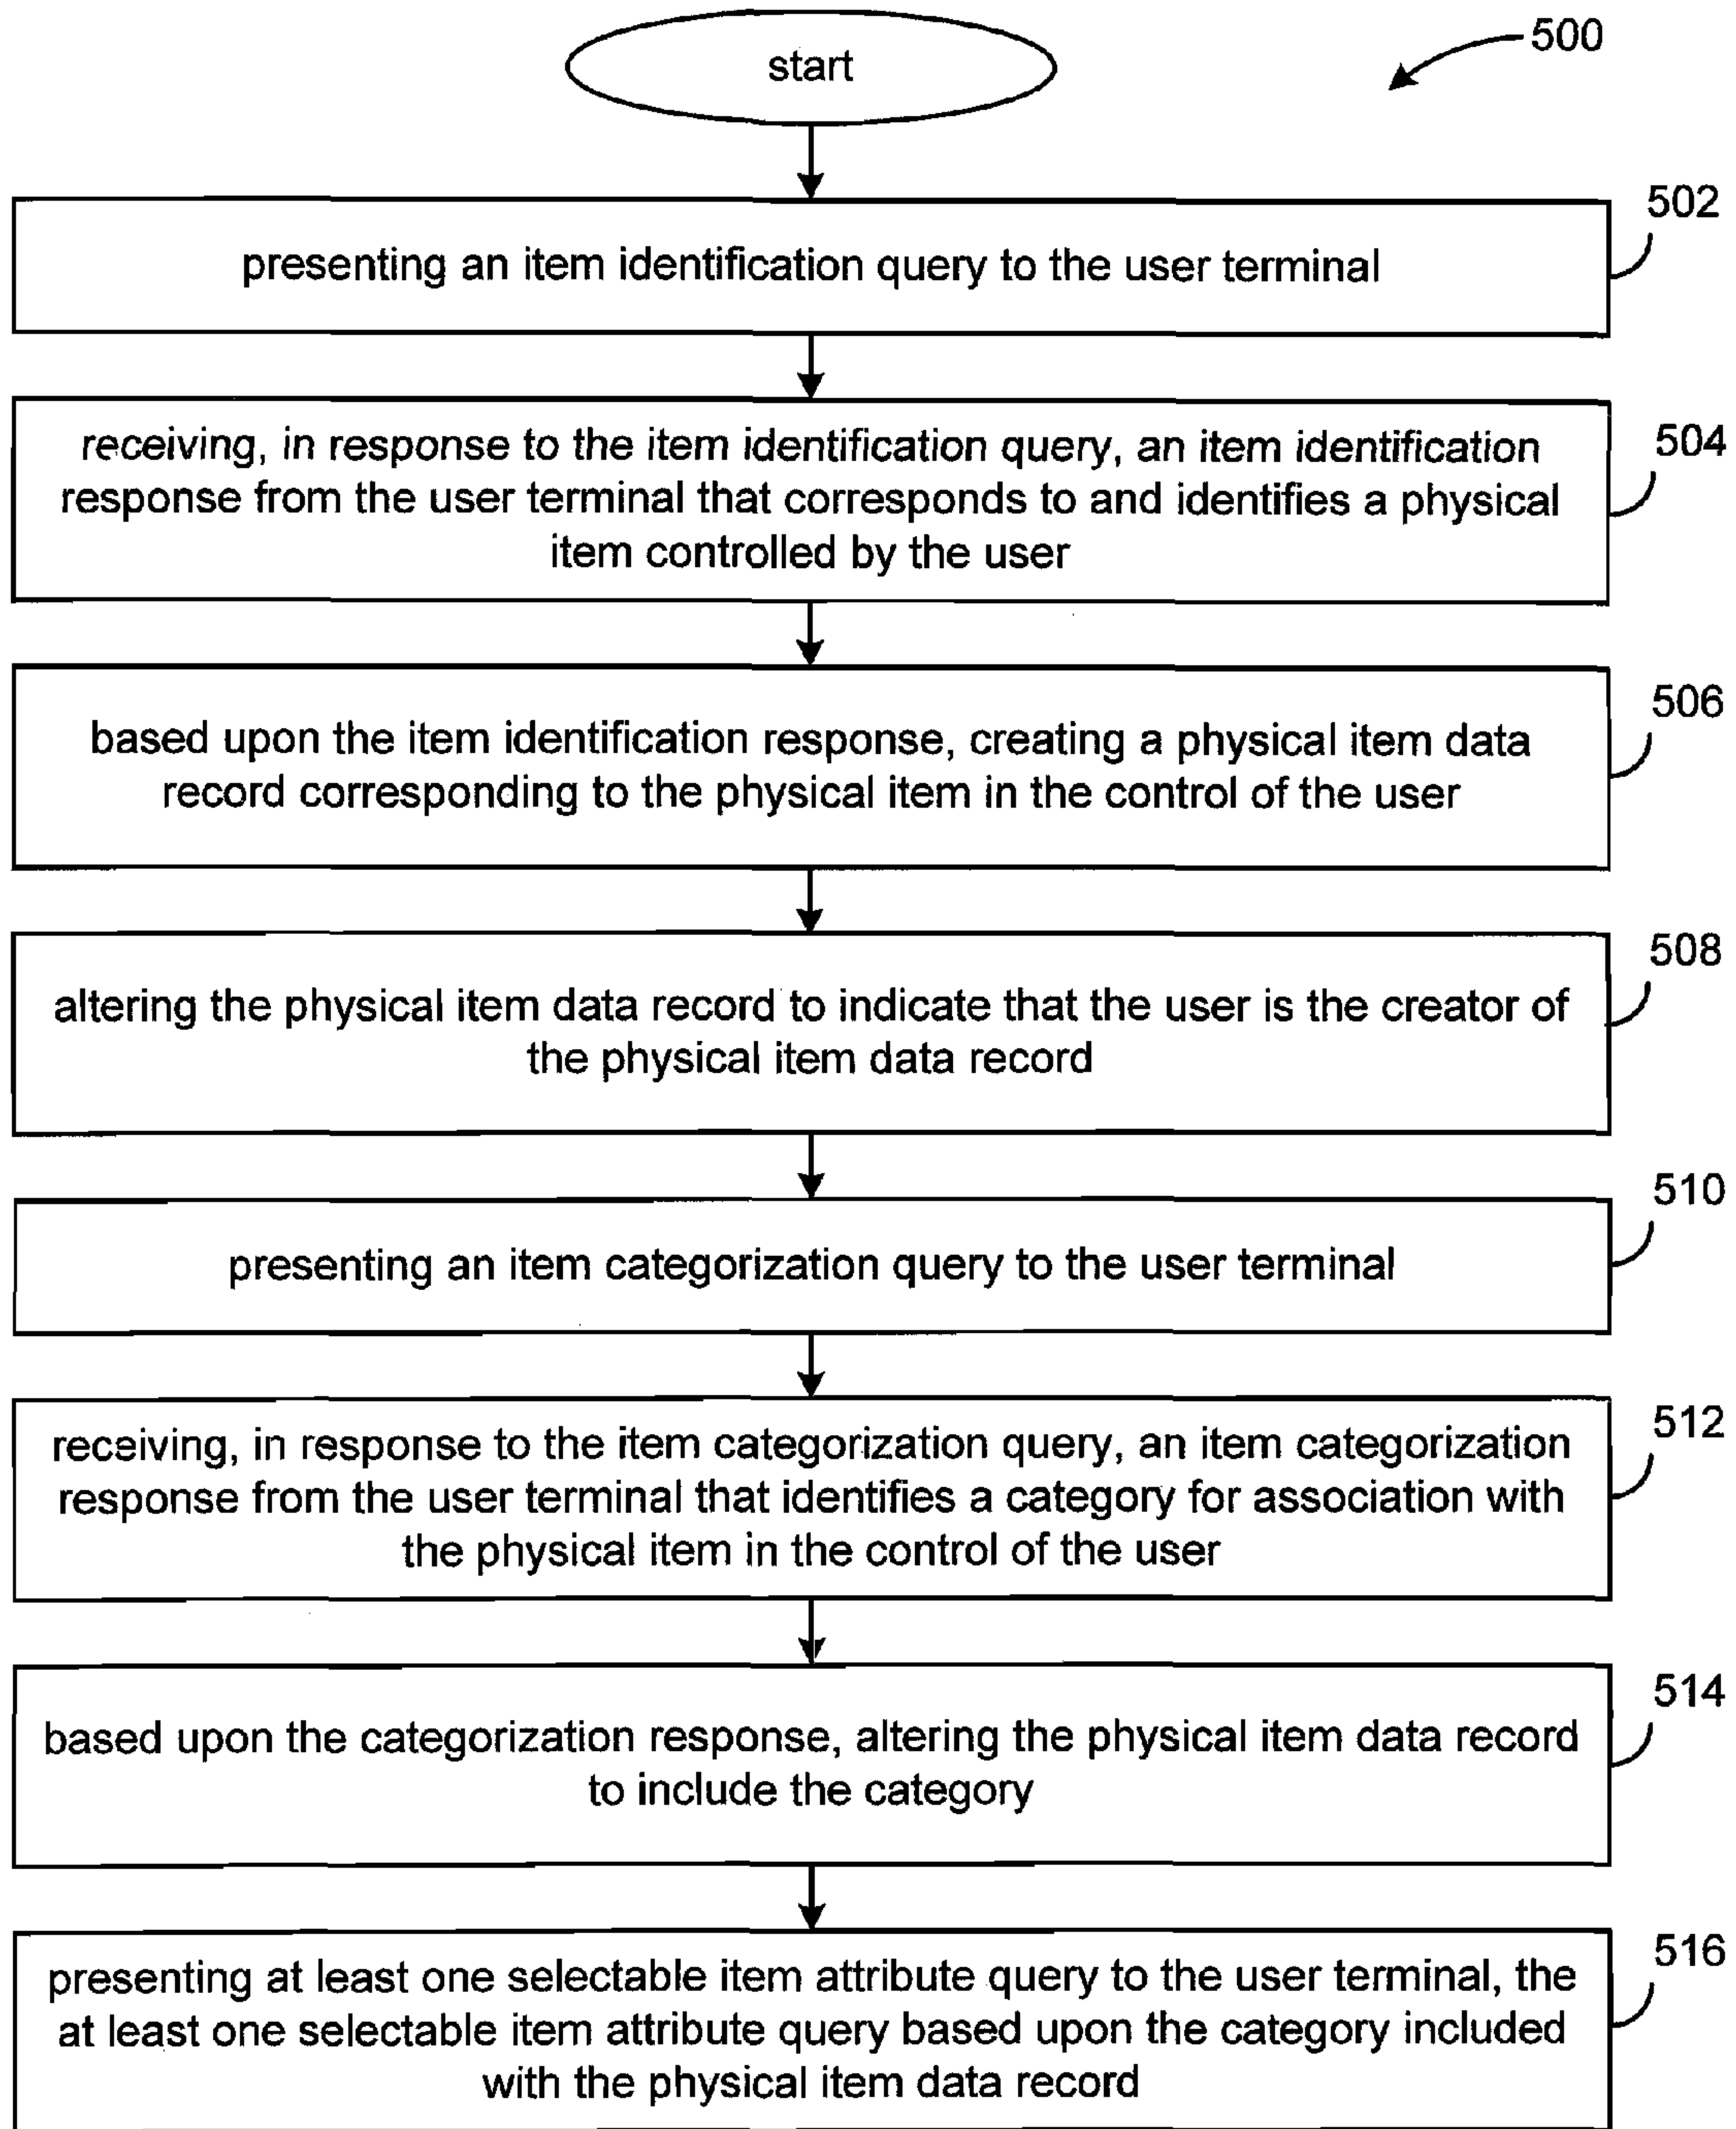 start
500
502
presenting an item identification query to the user terminal
504
receiving, in response to the item identification query, an item identification
response from the user terminal that corresponds to and identifies a physical
item controlled by the user
506
based upon the item identification response, creating a physical item data
record corresponding to the physical item in the control of the user
508
altering the physical item data record to indicate that the user is the creator of
the physical item data record
510
presenting an item categorization query to the user terminal
512
receiving, in response to the item categorization query, an item categorization
response from the user terminal that identifies a category for association with
the physical item in the control of the user
514
based upon the categorization response, altering the physical item data record
to include the category
516
presenting at least one selectable item attribute query to the user terminal, the
at least one selectable item attribute query based upon the category included
with the physical item data record